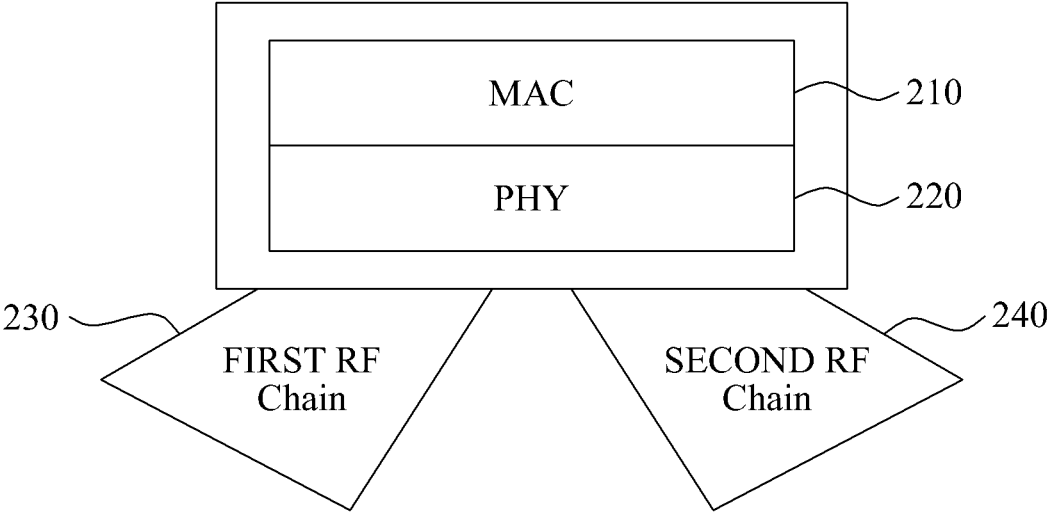 MAC
210
PHY
220
230
240
FIRST RF
Chain
SECOND RF
Chain